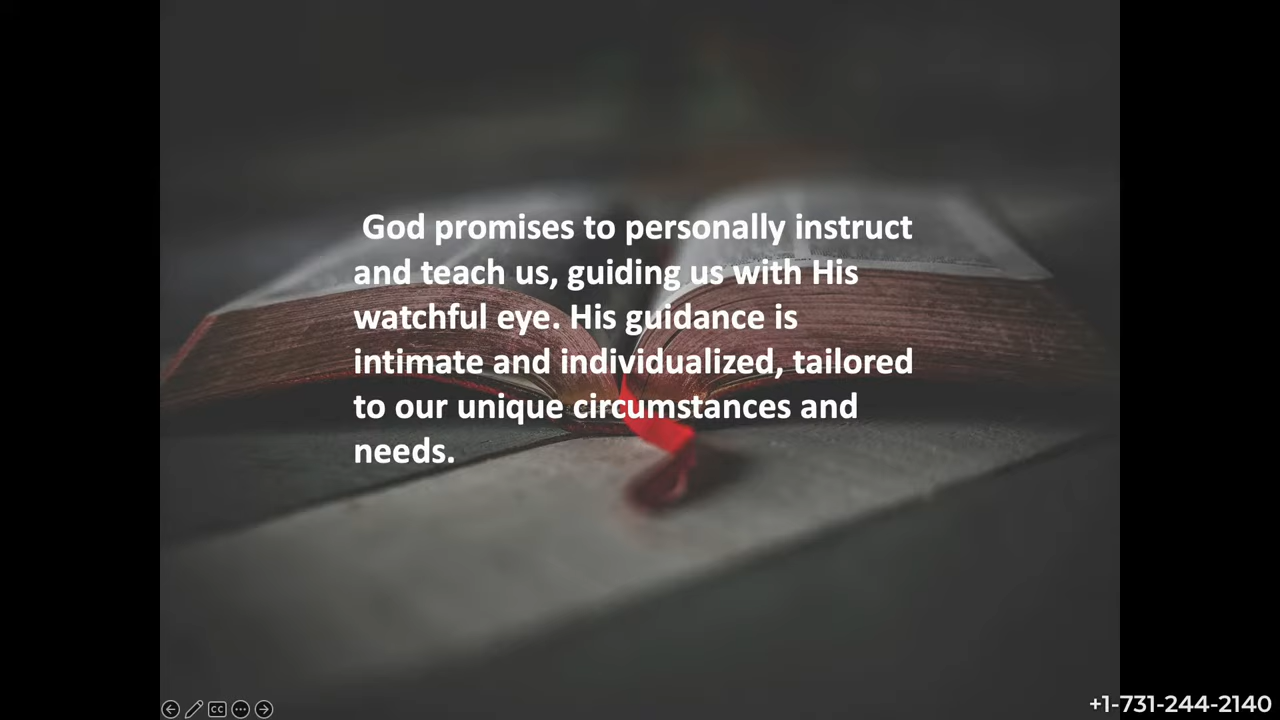 God promises to personally instruct
and teach us, guiding us with His
watchful eye. His guidance is
intimate and individualized, tailored
to our unique circumstances and
needs.
CC
+1-731-244-2140